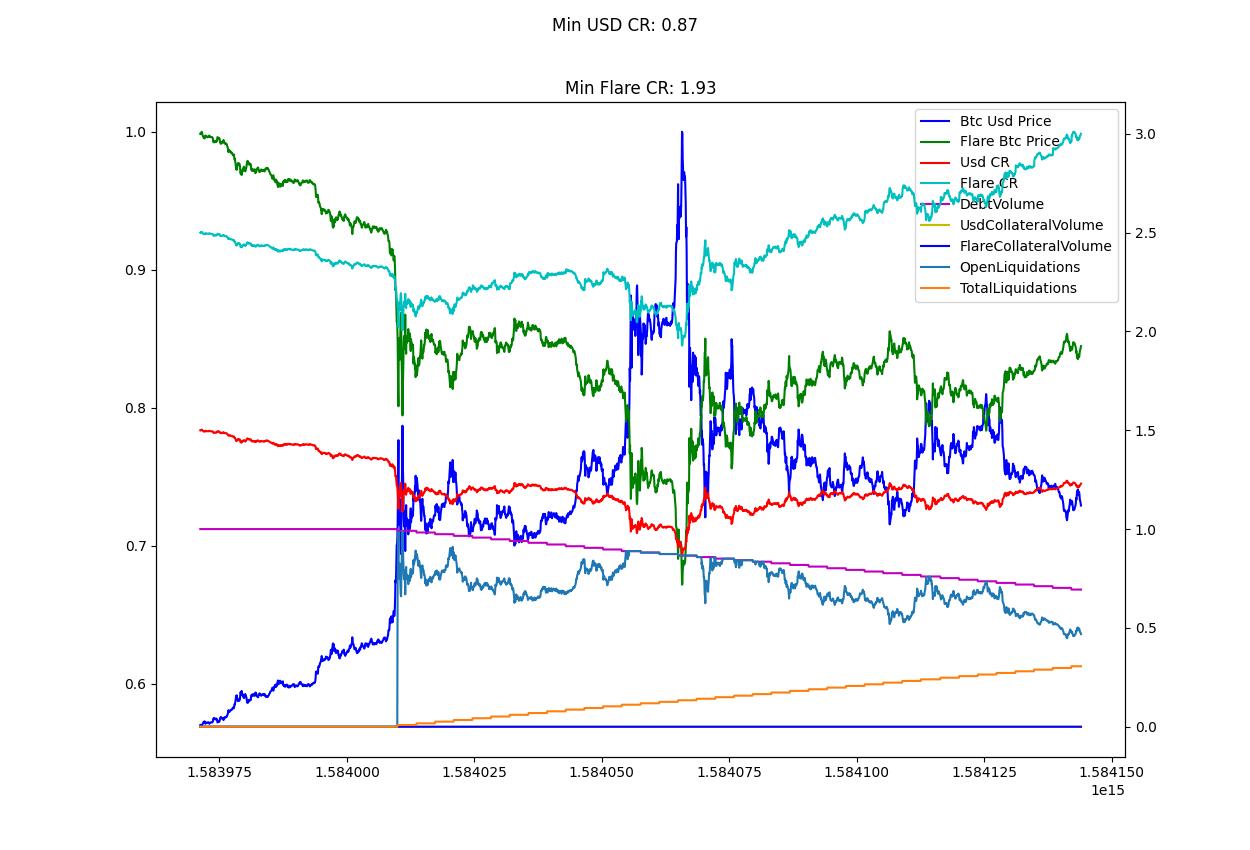 Min USD CR: 0.87
Min Flare CR: 1.93
1.0
0.9
0.8
0.7
0.6
3.0
2.5
2.0
1.5
1.0
0.5
0.0
Btc Usd Price
Flare Btc Price
Usd CR
Flare CR
DebtVolume
UsdCollateralVolume
FlareCollateralVolume
OpenLiquidations
TotalLiquidations
1.583975 1.584000 1.584025 1.584050 1.584075 1.584100 1.584125 1.584150
1e15